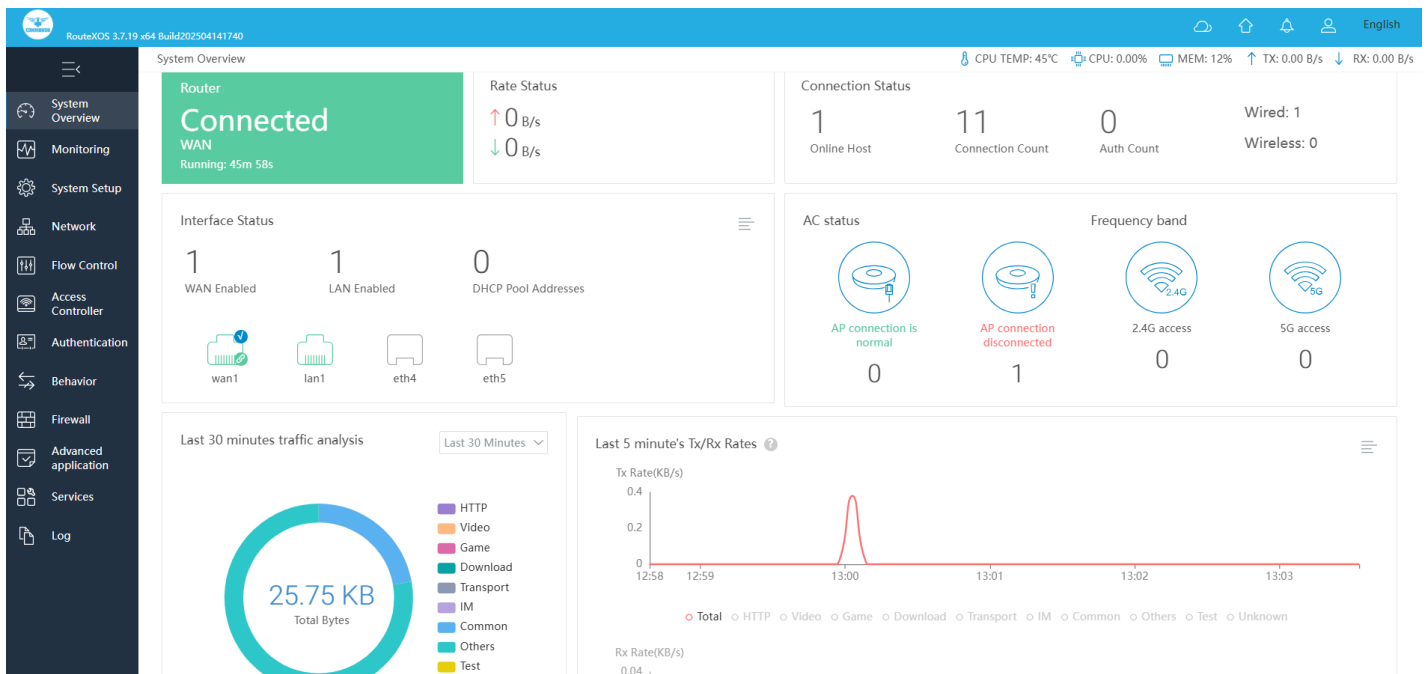 COMMANDO
RouteXOS 3.7.19 x64 Build202504141740
English
System Overview
CPU TEMP: 45℃
CPU: 0.00%
MEM: 12%
TX: 0.00 B/s
RX: 0.00 B/s
System
Overview
Monitoring
System Setup
Network
Flow Control
Access
Controller
Authentication
Behavior
Firewall
Advanced
application
Services
Log
Router
Connected
WAN
Running: 45m 58s
Rate Status
↑ 0 B/s
↓ 0 B/s
Connection Status
1
Online Host
11
Connection Count
0
Auth Count
Wired: 1
Wireless: 0
Interface Status
1
WAN Enabled
1
LAN Enabled
0
DHCP Pool Addresses
wan1
lan1
eth4
eth5
AC status
Frequency band
2.4G
5G
AP connection is
normal
0
AP connection
disconnected
1
2.4G access
0
5G access
0
Last 30 minutes traffic analysis
Last 30 Minutes
25.75 KB
Total Bytes
HTTP
Video
Game
Download
Transport
IM
Common
Others
Test
Last 5 minute's Tx/Rx Rates ?
Tx Rate(KB/s)
0.4
0.2
0
12:58 12:59 13:00 13:01 13:02 13:03
Total HTTP Video Game Download Transport IM Common Others Test Unknown
Rx Rate(KB/s)
0.04